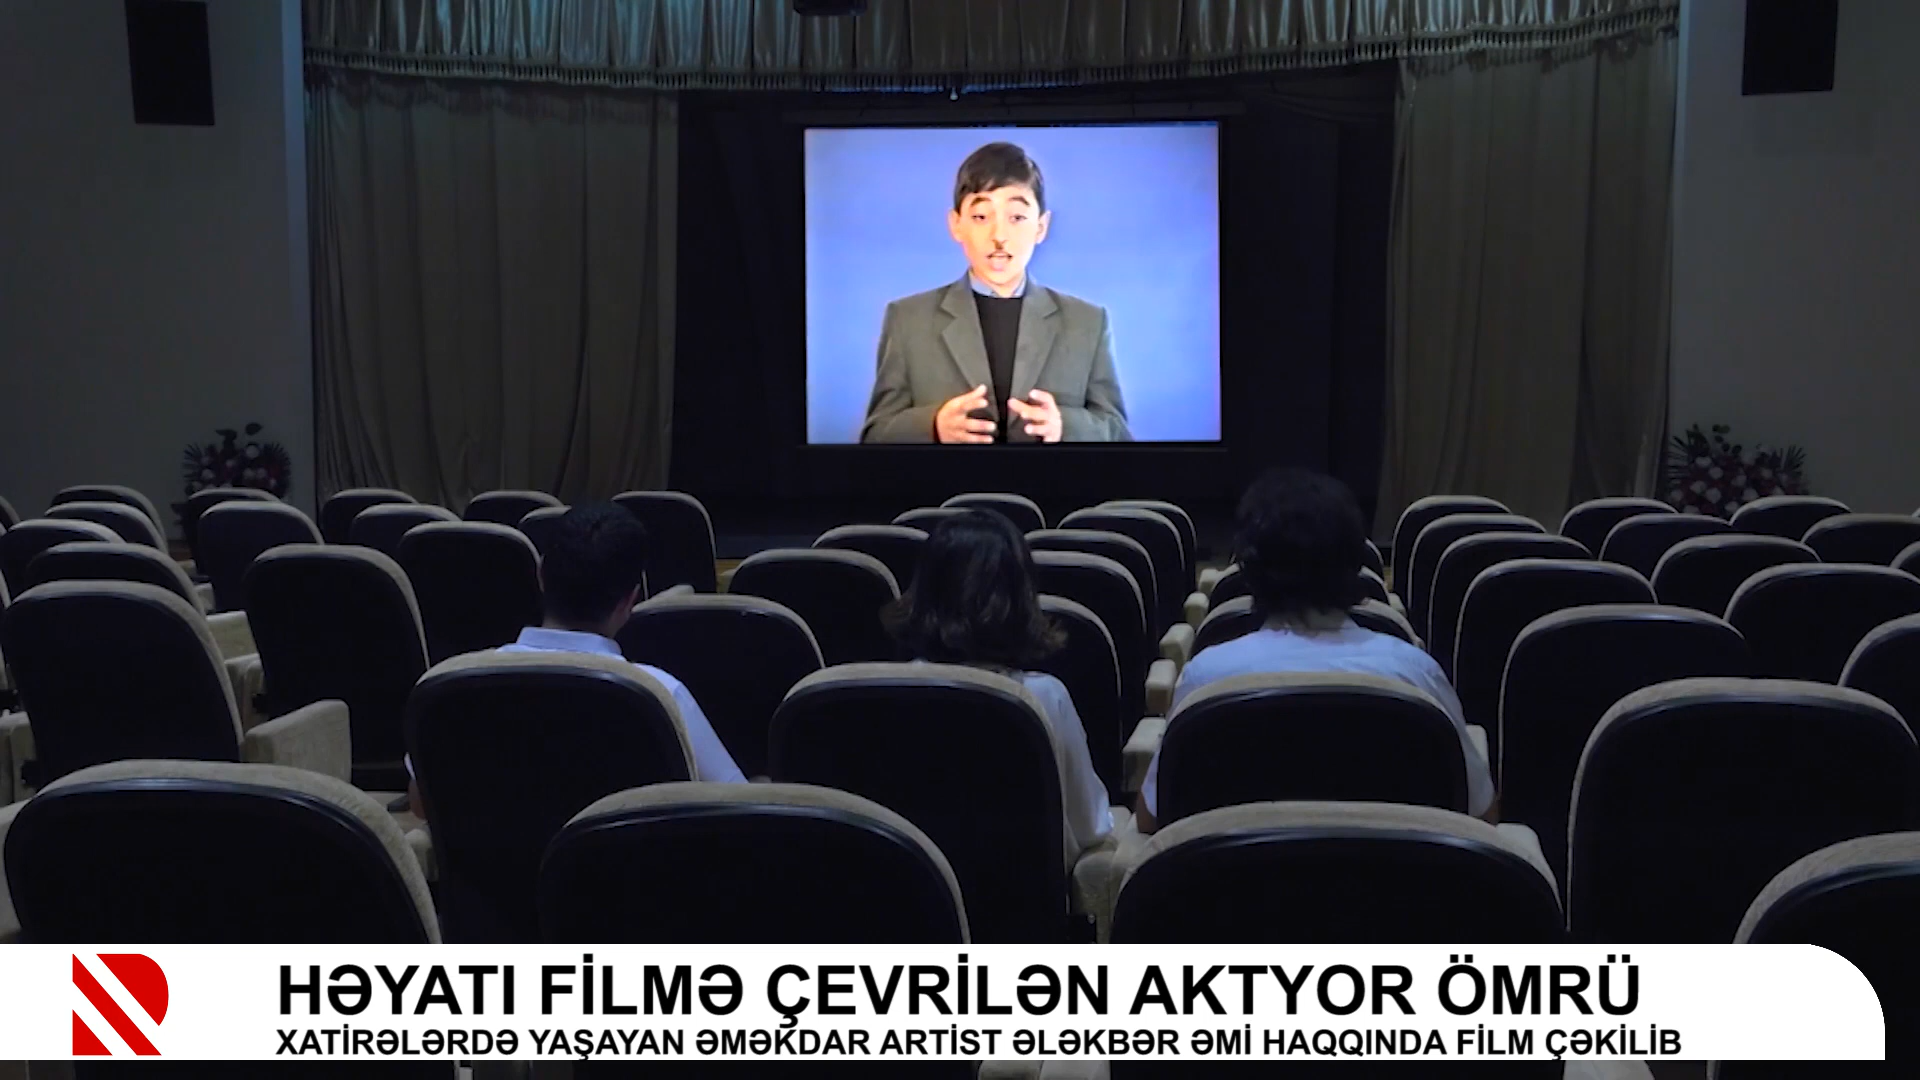 HƏYATI FİLMƏ ÇEVRİLƏN AKTYOR ÖMRÜ
XATİRƏLƏRDƏ YAŞAYAN ƏMƏKDAR ARTİST ƏLƏKBƏR ƏMİ HAQQINDA FİLM ÇƏKİLİB